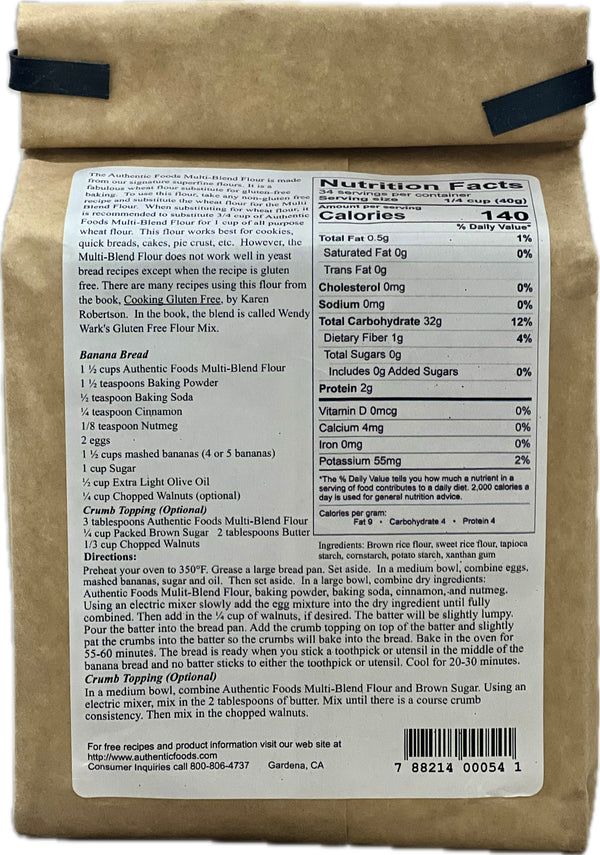 The Authentic Foods Multi-Blend Flour is made
from our signature superfine flours. It is a
fabulous wheat flour substitute for gluten-free
baking. To use this flour, take any non-gluten free
recipe and substitute the wheat flour for the Multi
Blend Flour. When substituting for wheat flour, it
is recommended to substitute 3/4 cup of Authentic
Foods Multi-Blend Flour for 1 cup of all purpose
wheat flour. This flour works best for cookies,
quick breads, cakes, pie crust, etc. However, the
Multi-Blend Flour does not work well in yeast
bread recipes except when the recipe is gluten
free. There are many recipes using this flour from
the book, Cooking Gluten Free, by Karen
Robertson. In the book, the blend is called Wendy
Wark's Gluten Free Flour Mix.
Banana Bread
1 ½ cups Authentic Foods Multi-Blend Flour
1 ½ teaspoons Baking Powder
½ teaspoon Baking Soda
¼ teaspoon Cinnamon
1/8 teaspoon Nutmeg
2 eggs
1 ½ cups mashed bananas (4 or 5 bananas)
1 cup Sugar
½ cup Extra Light Olive Oil
¼ cup Chopped Walnuts (optional)
Crumb Topping (Optional)
3 tablespoons Authentic Foods Multi-Blend Flour
¼ cup Packed Brown Sugar 2 tablespoons Butter
1/3 cup Chopped Walnuts
Nutrition Facts
34 servings per container
Serving size 1/4 cup (40g)
Amount per serving
Calories 140
% Daily Value*
Total Fat 0.5g 1%
Saturated Fat 0g 0%
Trans Fat 0g
Cholesterol 0mg 0%
Sodium 0mg 0%
Total Carbohydrate 32g 12%
Dietary Fiber 1g 4%
Total Sugars 0g
Includes 0g Added Sugars 0%
Protein 2g
Vitamin D 0mcg 0%
Calcium 4mg 0%
Iron 0mg 0%
Potassium 55mg 2%
*The % Daily Value tells you how much a nutrient in a
serving of food contributes to a daily diet. 2,000 calories a
day is used for general nutrition advice.
Calories per gram:
Fat 9 • Carbohydrate 4 • Protein 4
Ingredients: Brown rice flour, sweet rice flour, tapioca
starch, cornstarch, potato starch, xanthan gum
Directions:
Preheat your oven to 350°F. Grease a large bread pan. Set aside. In a medium bowl, combine eggs,
mashed bananas, sugar and oil. Then set aside. In a large bowl, combine dry ingredients:
Authentic Foods Mulit-Blend Flour, baking powder, baking soda, cinnamon, and nutmeg.
Using an electric mixer slowly add the egg mixture into the dry ingredient until fully
combined. Then add in the ¼ cup of walnuts, if desired. The batter will be slightly lumpy.
Pour the batter into the bread pan. Add the crumb topping on top of the batter and slightly
pat the crumbs into the batter so the crumbs will bake into the bread. Bake in the oven for
55-60 minutes. The bread is ready when you stick a toothpick or utensil in the middle of the
banana bread and no batter sticks to either the toothpick or utensil. Cool for 20-30 minutes.
Crumb Topping (Optional)
In a medium bowl, combine Authentic Foods Multi-Blend Flour and Brown Sugar. Using an
electric mixer, mix in the 2 tablespoons of butter. Mix until there is a course crumb
consistency. Then mix in the chopped walnuts.
For free recipes and product information visit our web site at
http://www.authenticfoods.com
Consumer Inquiries call 800-806-4737 Gardena, CA
7 88214 00054 1